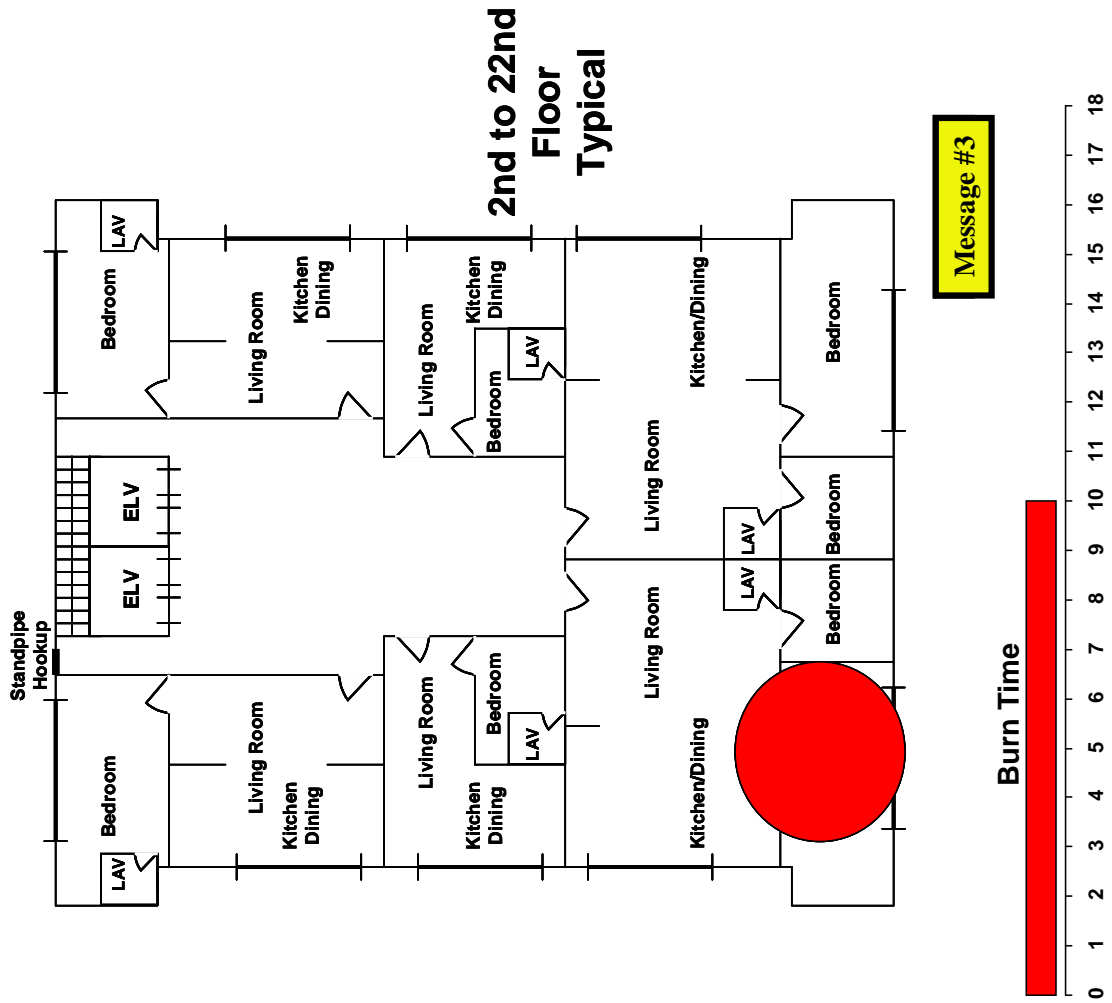 Standpipe
Hookup
LAV
Bedroom
ELV
ELV
Bedroom
LAV
Living Room
Kitchen
Dining
Living Room
Kitchen
Dining
Living Room
Kitchen
Dining
Bedroom
LAV
Living Room
Kitchen
Dining
Bedroom
LAV
2nd to 22nd
Floor
Typical
Living Room
Kitchen/Dining
Living Room
Kitchen/Dining
LAV
LAV
Bedroom
Bedroom
Bedroom
Message #3
Burn Time
0 1 2 3 4 5 6 7 8 9 10 11 12 13 14 15 16 17 18